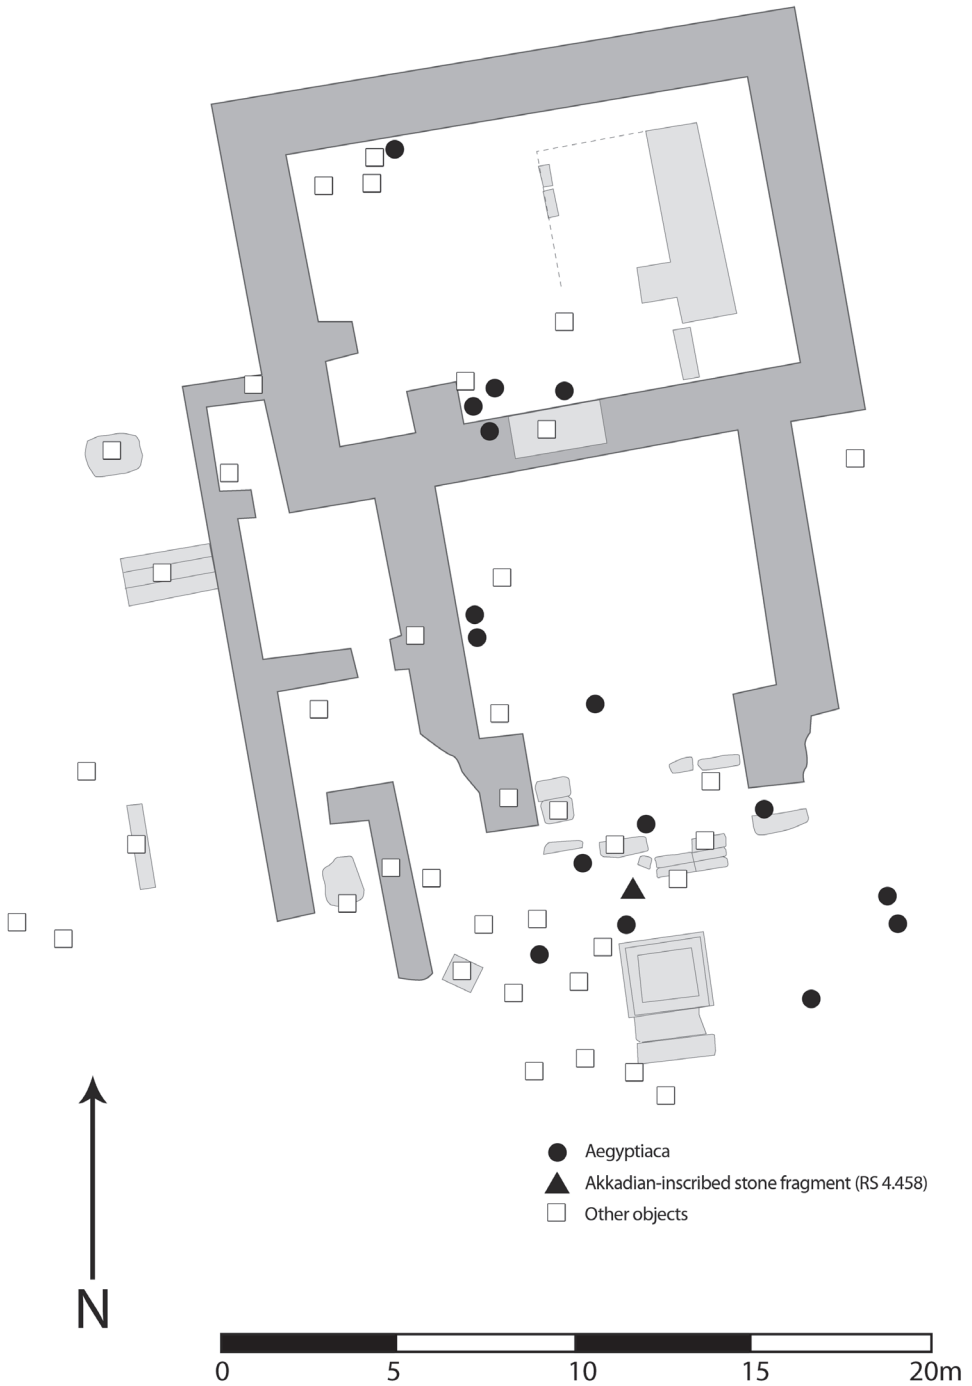 Aegyptiaca
Akkadian-inscribed stone fragment (RS 4.458)
Other objects
N
0 5 10 15 20m